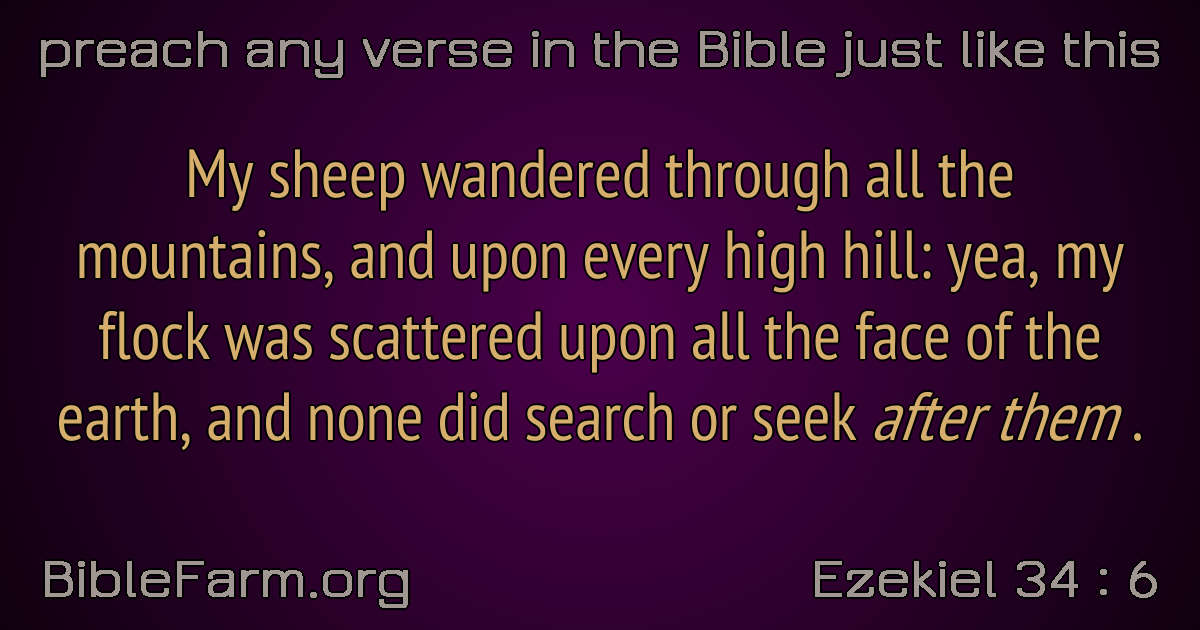 preach any verse in the Bible just like this
My sheep wandered through all the
mountains, and upon every high hill: yea, my
flock was scattered upon all the face of the
earth, and none did search or seek after them .
BibleFarm.org
Ezekiel 34 : 6